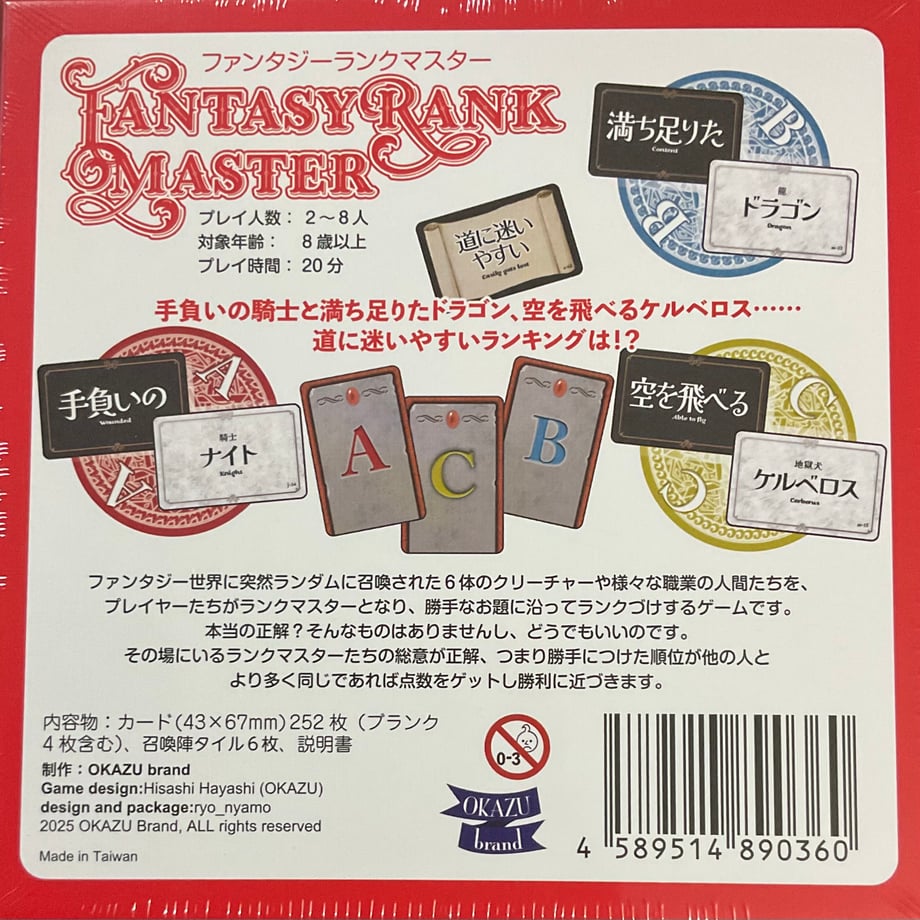 ファンタジーランクマスター
FANTASY RANK
MASTER
プレイ人数： 2～8人
対象年齢： 8歳以上
プレイ時間：20分
満ち足りた
Content
B
B
龍
ドラゴン
Dragon
道に迷い
やすい
Easily gets lost
手負いの騎士と満ち足りたドラゴン、空を飛べるケルベロス……
道に迷いやすいランキングは!?
手負いの
Wounded
A
A
騎士
ナイト
Knight
A
C
B
空を飛べる
Able to fly
C
C
地獄犬
ケルベロス
Cerberus
ファンタジー世界に突然ランダムに召喚された6体のクリーチャーや様々な職業の人間たちを、
プレイヤーたちがランクマスターとなり、勝手なお題に沿ってランクづけするゲームです。
本当の正解？そんなものはありませんし、どうでもいいのです。
その場にいるランクマスターたちの総意が正解、つまり勝手につけた順位が他の人と
より多く同じであれば点数をゲットし勝利に近づきます。
内容物：カード(43×67mm)252枚（ブランク
4枚含む）、召喚陣タイル6枚、説明書
制作：OKAZU brand
Game design:Hisashi Hayashi (OKAZU)
design and package:ryo_nyamo
2025 OKAZU Brand, ALL rights reserved
Made in Taiwan
0-3
OKAZU
brand
4 589514 890360